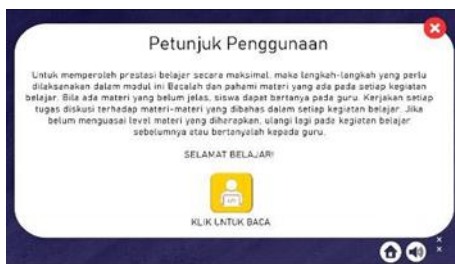 Petunjuk Penggunaan
Untuk memperoleh prestasi belajar secara maksimal, maka langkah-langkah yang perlu
dilaksanakan dalam modul ini Bacalah dan pahami materi yang ada pada setiap kegiatan
belajar. Bila ada materi yang belum jelas, siswa dapat bertanya pada guru. Kerjakan setiap
tugas diskusi terhadap materi-materi yang dibahas dalam setiap kegiatan belajar. Jika
belum menguasai level materi yang diharapkan, ulangi lagi pada kegiatan belajar
sebelumnya atau bertanyalah kepada guru.
SELAMAT BELAJAR!
KLIK UNTUK BACA